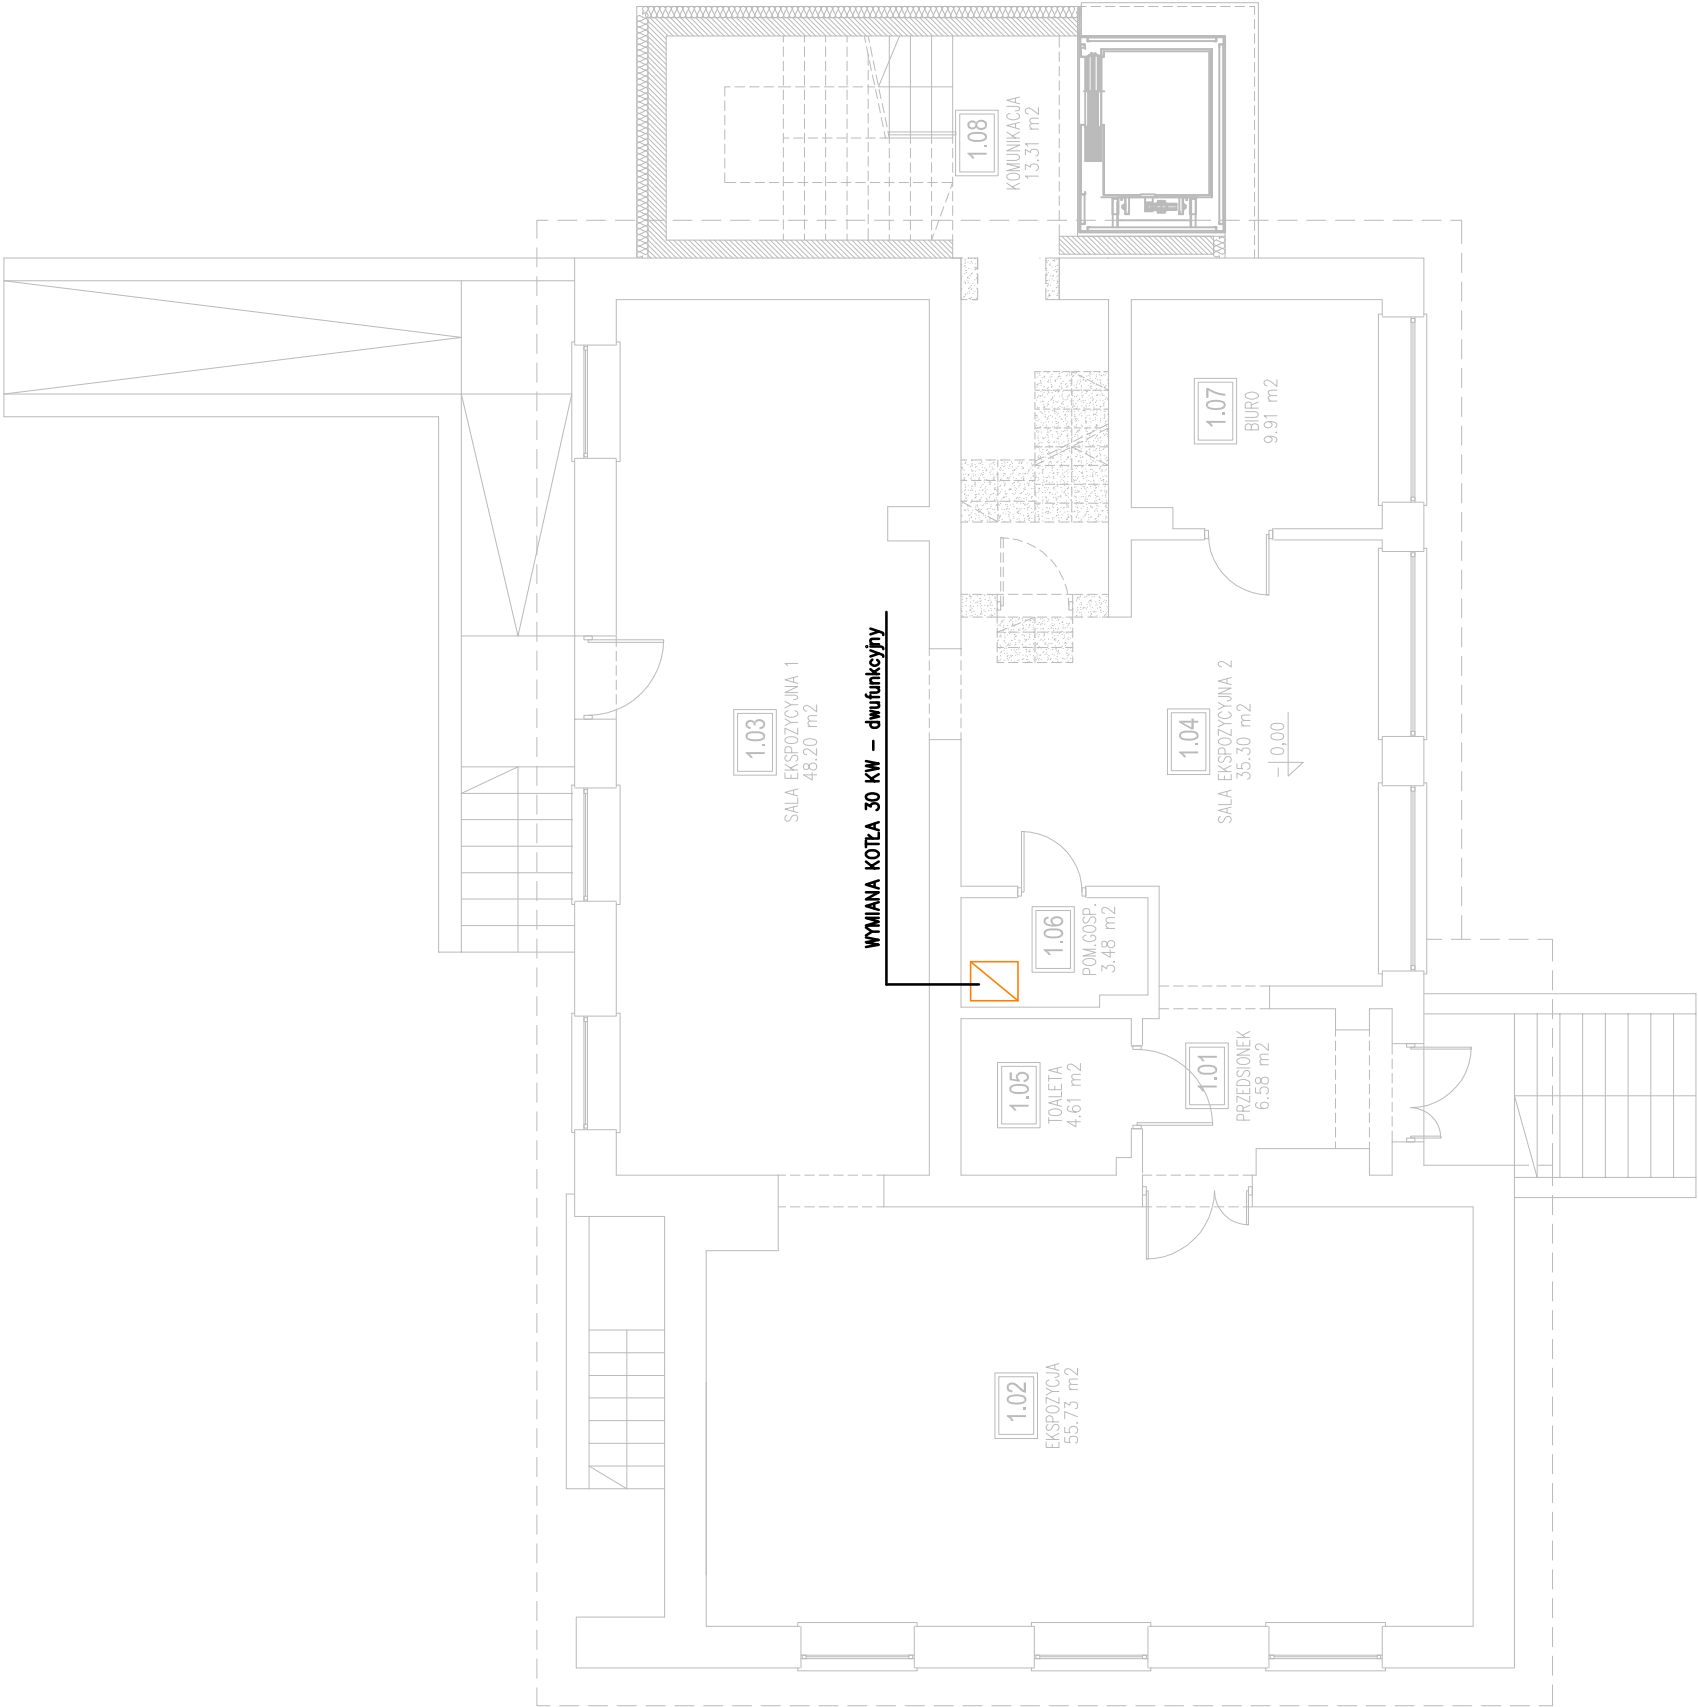 1.08
KOMUNIKACJA
13.31 m2
1.07
BIURO
9.91 m2
1.03
SALA EKSPOZYCYJNA 1
48.20 m2
WYMIANA KOTŁA 30 KW – dwufunkcyjny
1.04
SALA EKSPOZYCYJNA 2
35.30 m2
0,00
1.06
POM.GOSP.
3.48 m2
1.05
TOALETA
4.61 m2
1.01
PRZEDSIONEK
6.58 m2
1.02
EKSPOZYCJA
55.73 m2